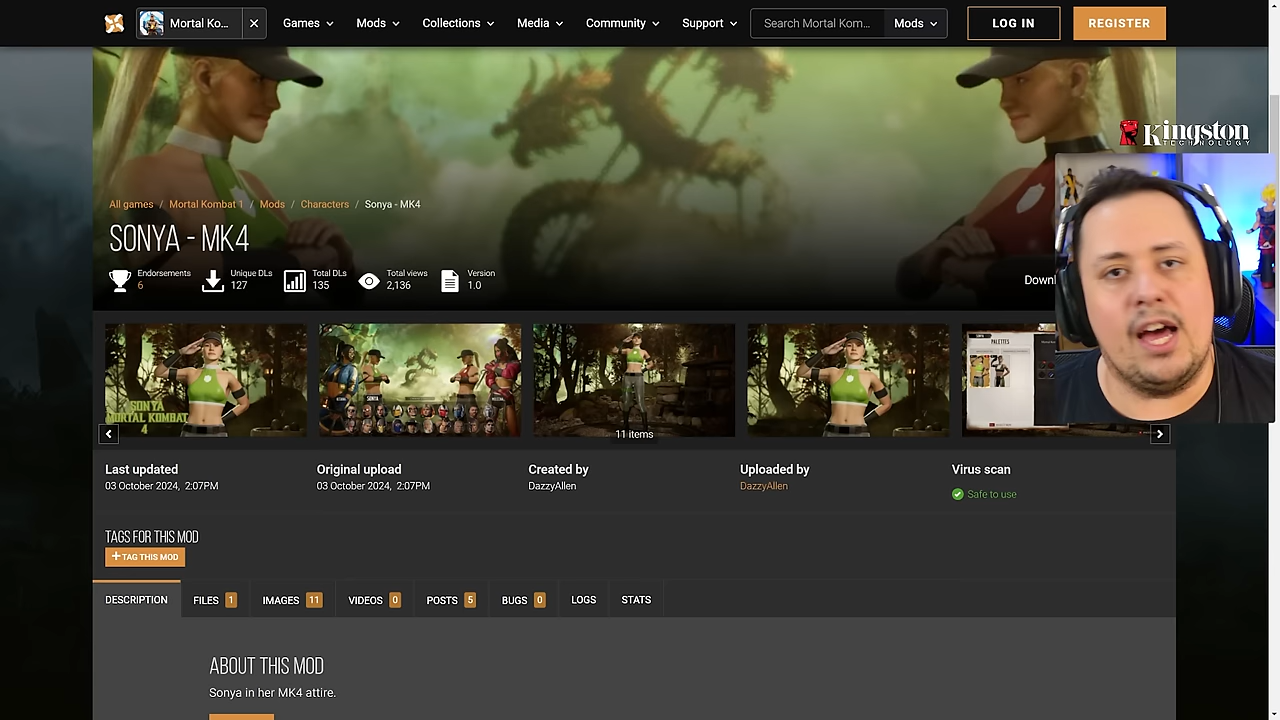 Mortal Ko...
Games
Mods
Collections
Media
Community
Support
Search Mortal Kom...
Mods
LOG IN
REGISTER
Kingston
TECHNOLOGY
All games / Mortal Kombat 1 / Mods / Characters / Sonya - MK4
SONYA - MK4
Endorsements
6
Unique DLs
127
Total DLs
135
Total views
2,136
Version
1.0
Downl
SONYA
MORTAL KOMBAT
4
SONYA
PALETTES
11 items
Last updated
03 October 2024, 2:07PM
Original upload
03 October 2024, 2:07PM
Created by
DazzyAllen
Uploaded by
DazzyAllen
Virus scan
Safe to use
TAGS FOR THIS MOD
+ TAG THIS MOD
DESCRIPTION
FILES 1
IMAGES 11
VIDEOS 0
POSTS 5
BUGS 0
LOGS
STATS
ABOUT THIS MOD
Sonya in her MK4 attire.